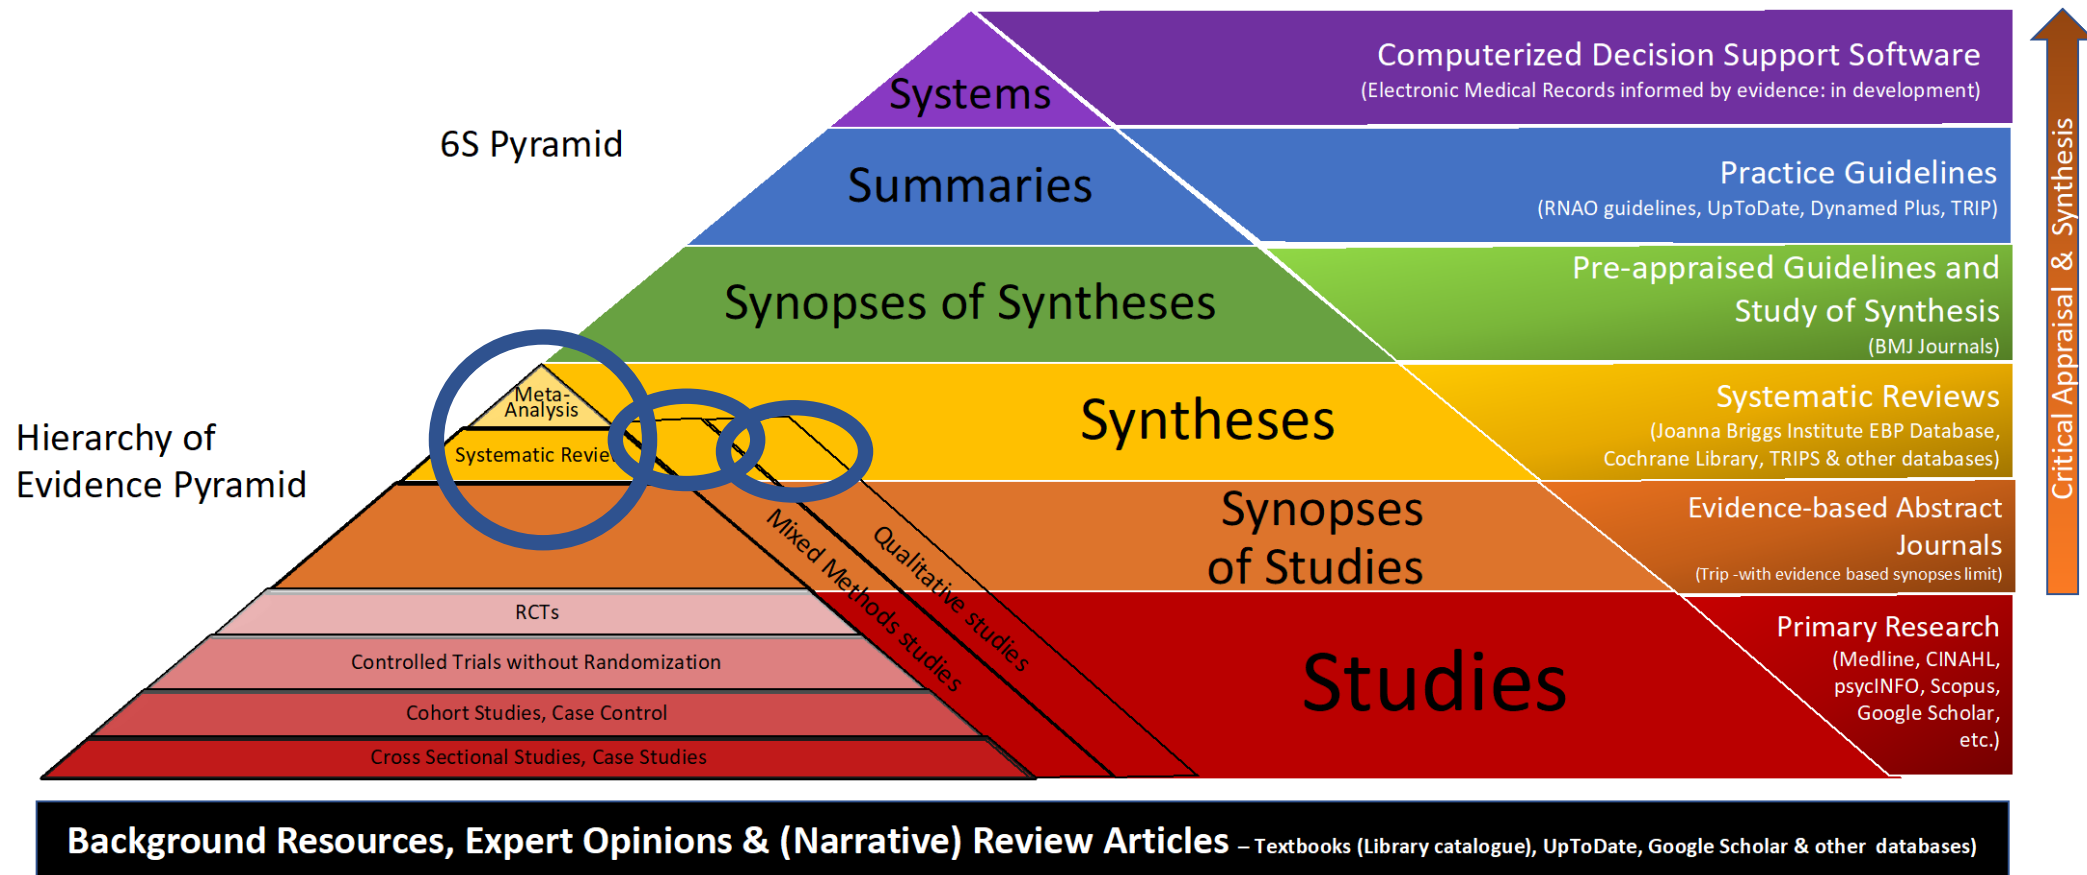 6S Pyramid
Hierarchy of
Evidence Pyramid
Systems
Summaries
Synopses of Syntheses
Syntheses
Synopses
of Studies
Studies
Meta-
Analysis
Systematic Revie
RCTs
Controlled Trials without Randomization
Cohort Studies, Case Control
Cross Sectional Studies, Case Studies
Mixed Methods studies
Qualitative studies
Computerized Decision Support Software
(Electronic Medical Records informed by evidence: in development)
Practice Guidelines
(RNAO guidelines, UpToDate, Dynamed Plus, TRIP)
Pre-appraised Guidelines and
Study of Synthesis
(BMJ Journals)
Systematic Reviews
(Joanna Briggs Institute EBP Database,
Cochrane Library, TRIPS & other databases)
Evidence-based Abstract
Journals
(Trip -with evidence based synopses limit)
Primary Research
(Medline, CINAHL,
psycINFO, Scopus,
Google Scholar,
etc.)
Critical Appraisal & Synthesis
Background Resources, Expert Opinions & (Narrative) Review Articles – Textbooks (Library catalogue), UpToDate, Google Scholar & other databases)